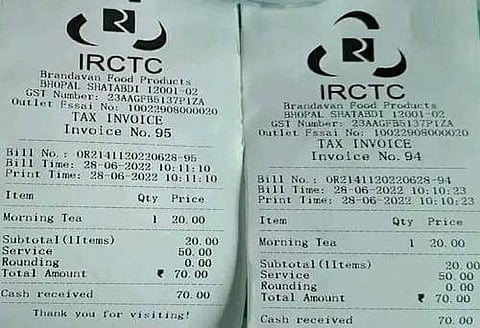 IRCTC
Brandavan Food Products
BHOPAL SHATABDI 12001-02
GST Number: 23AAGFB5137P1ZA
Outlet Fssai No: 10022908000020
TAX INVOICE
Invoice No.95
Bill No.: OR2141120220628-95
Bill Time: 28-06-2022 10:11:10
Print Time: 28-06-2022 10:11:10
Item Qty Price
Morning Tea 1 20.00
Subtotal(1Items) 20.00
Service 50.00
Rounding 0.00
Total Amount ₹ 70.00
Cash received 70.00
Thank you for visiting!
IRCTC
Brandavan Food Products
BHOPAL SHATABDI 12001-02
GST Number: 23AAGFB5137P1ZA
Outlet Fssai No: 10022908000020
TAX INVOICE
Invoice No.94
Bill No.: OR2141120220628-94
Bill Time: 28-06-2022 10:10:23
Print Time: 28-06-2022 10:10:23
Item Qty Price
Morning Tea 1 20.00
Subtotal(1Items) 20.00
Service 50.00
Rounding 0.00
Total Amount ₹ 70.00
Cash received 70.00